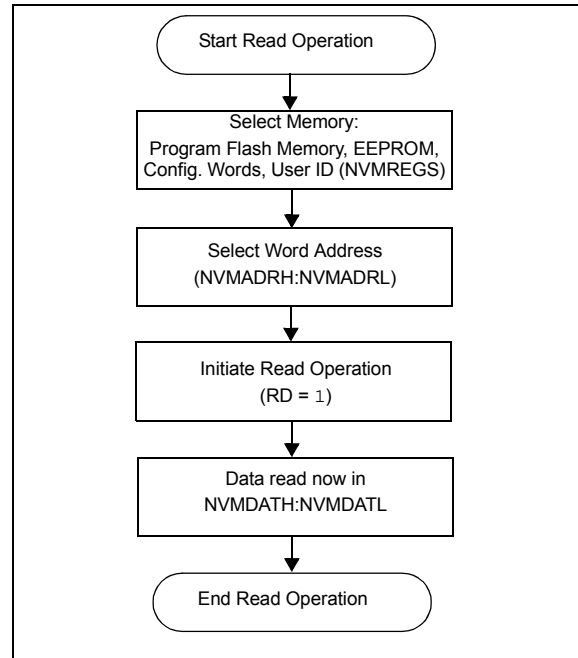 Start Read Operation
Select Memory:
Program Flash Memory, EEPROM,
Config. Words, User ID (NVMREGS)
Select Word Address
(NVMADRH:NVMADRL)
Initiate Read Operation
(RD = 1)
Data read now in
NVMDATH:NVMDATL
End Read Operation